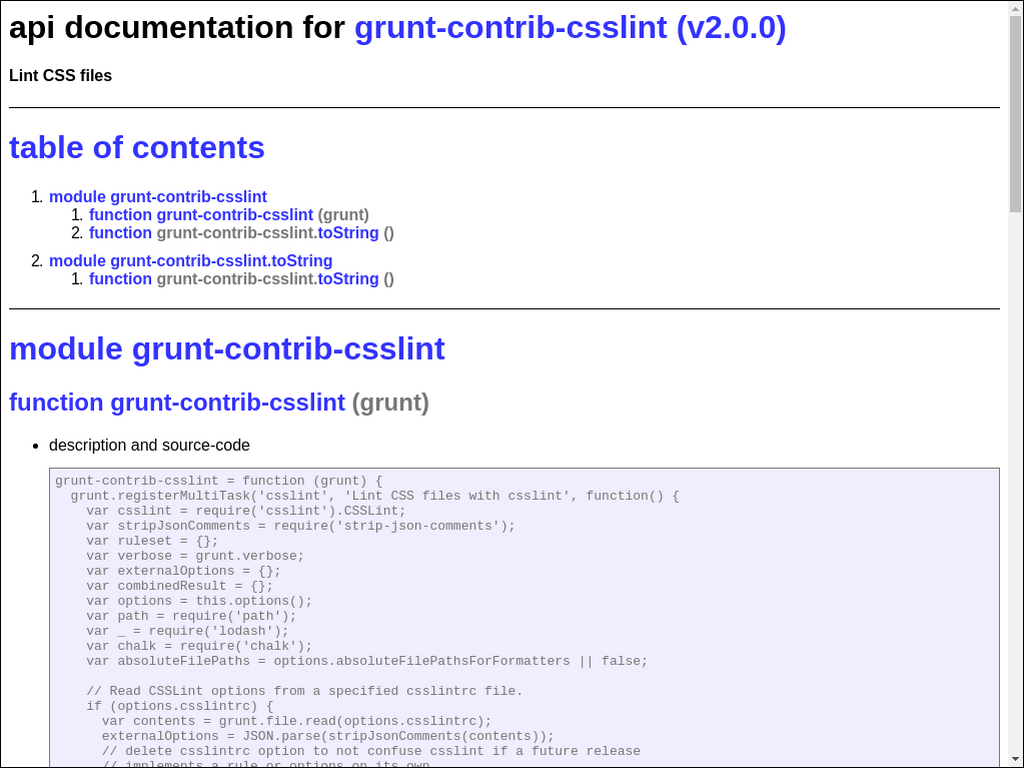 api documentation for grunt-contrib-csslint (v2.0.0)
Lint CSS files
table of contents
1. module grunt-contrib-csslint
1. function grunt-contrib-csslint (grunt)
2. function grunt-contrib-csslint.toString ()
2. module grunt-contrib-csslint.toString
1. function grunt-contrib-csslint.toString ()
module grunt-contrib-csslint
function grunt-contrib-csslint (grunt)
• description and source-code
grunt-contrib-csslint = function (grunt) {
  grunt.registerMultiTask('csslint', 'Lint CSS files with csslint', function() {
    var csslint = require('csslint').CSSLint;
    var stripJsonComments = require('strip-json-comments');
    var ruleset = {};
    var verbose = grunt.verbose;
    var externalOptions = {};
    var combinedResult = {};
    var options = this.options();
    var path = require('path');
    var _ = require('lodash');
    var chalk = require('chalk');
    var absoluteFilePaths = options.absoluteFilePathsForFormatters || false;
    // Read CSSLint options from a specified csslintrc file.
    if (options.csslintrc) {
      var contents = grunt.file.read(options.csslintrc);
      externalOptions = JSON.parse(stripJsonComments(contents));
      // delete csslintrc option to not confuse csslint if a future release
      // implements a rule or options on its own